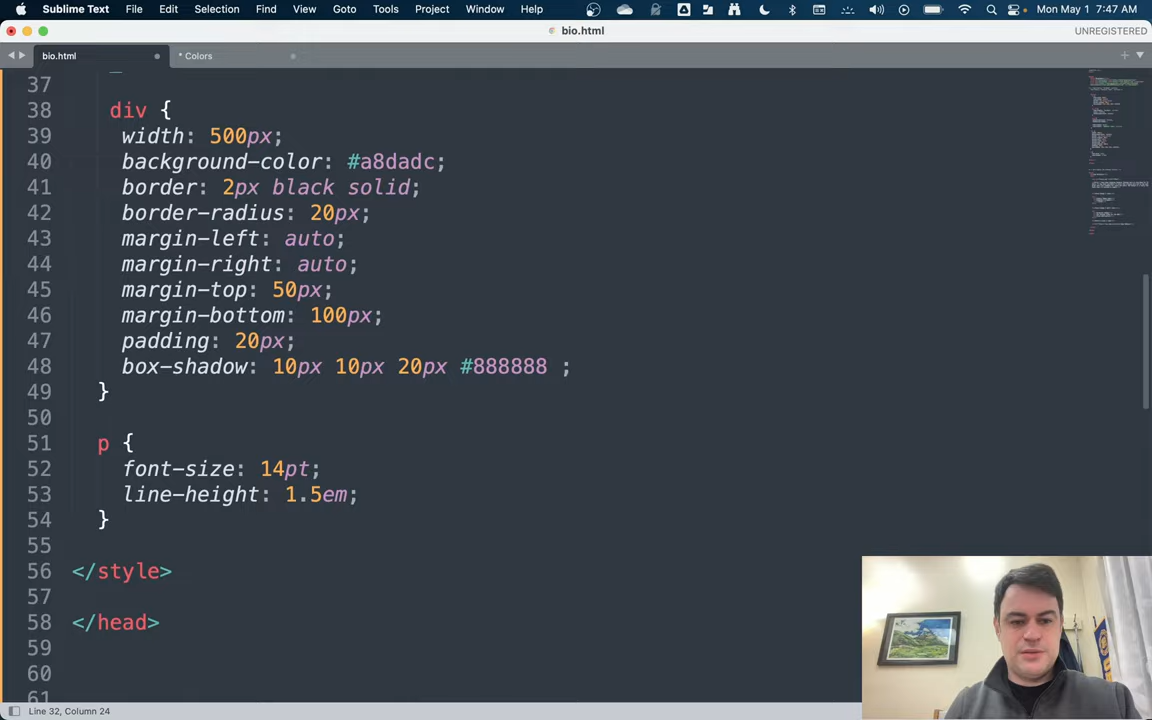 Sublime Text File Edit Selection Find View Goto Tools Project Window Help Mon May 1 7:47 AM
bio.html UNREGISTERED
bio.html * Colors
37
38 div {
39 width: 500px;
40 background-color: #a8dadc;
41 border: 2px black solid;
42 border-radius: 20px;
43 margin-left: auto;
44 margin-right: auto;
45 margin-top: 50px;
46 margin-bottom: 100px;
47 padding: 20px;
48 box-shadow: 10px 10px 20px #888888 ;
49 }
50
51 p {
52 font-size: 14pt;
53 line-height: 1.5em;
54 }
55
56 </style>
57
58 </head>
59
60
61
Line 32, Column 24